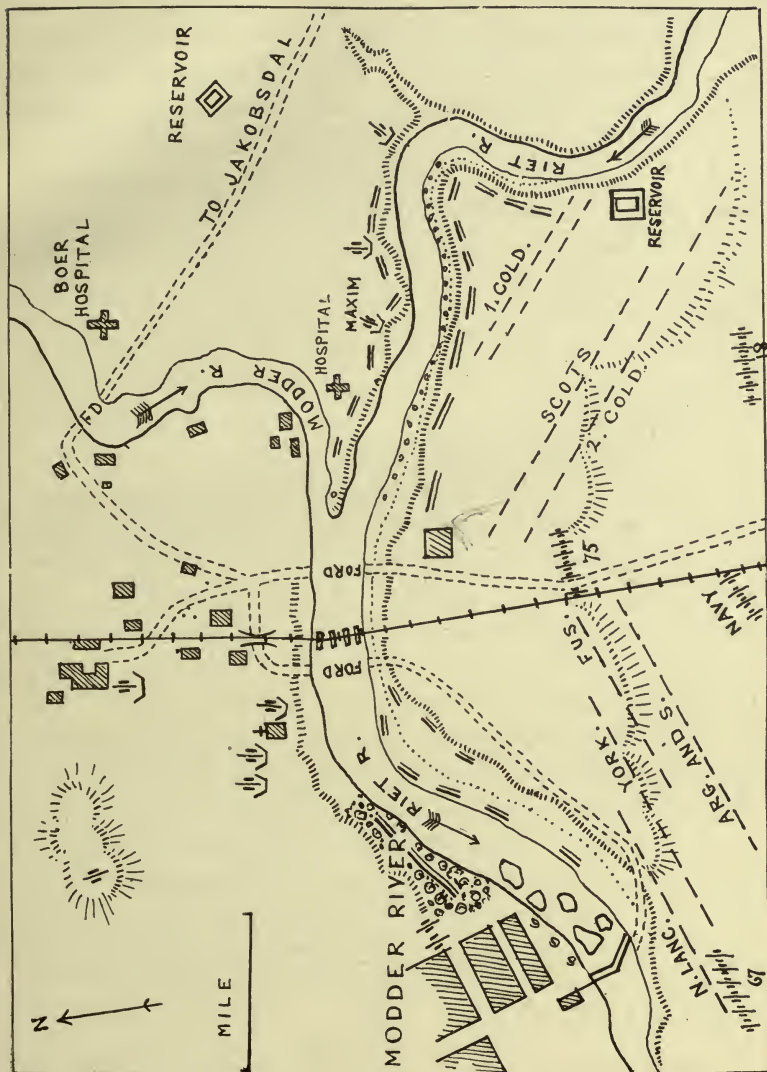 N
MILE
BOER
HOSPITAL
RESERVOIR
TO JAKOBSDAL
FD
MODDER R.
HOSPITAL
MAXIM
RIET R.
FORD
FORD
RIET R.
MODDER RIVER
1. COLD.
RESERVOIR
SCOTS
2. COLD.
18
75
NAVY
N. LANC. YORK. FUS.
ARG. AND S.
67